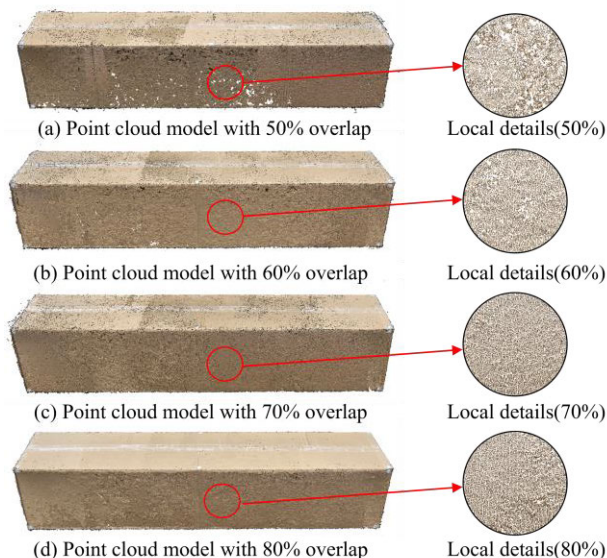 (a) Point cloud model with 50% overlap
Local details(50%)
(b) Point cloud model with 60% overlap
Local details(60%)
(c) Point cloud model with 70% overlap
Local details(70%)
(d) Point cloud model with 80% overlap
Local details(80%)